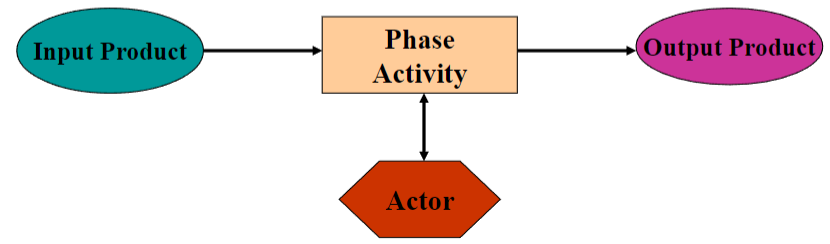 Input Product
Phase
Activity
Output Product
Actor